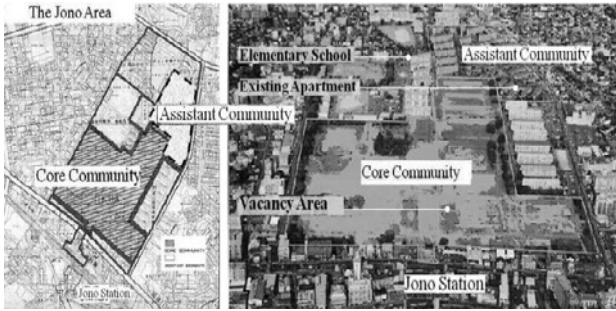 The Jono Area
Assistant Community
Core Community
Jono Station
Elementary School
Assistant Community
Existing Apartment
Core Community
Vacancy Area
Jono Station